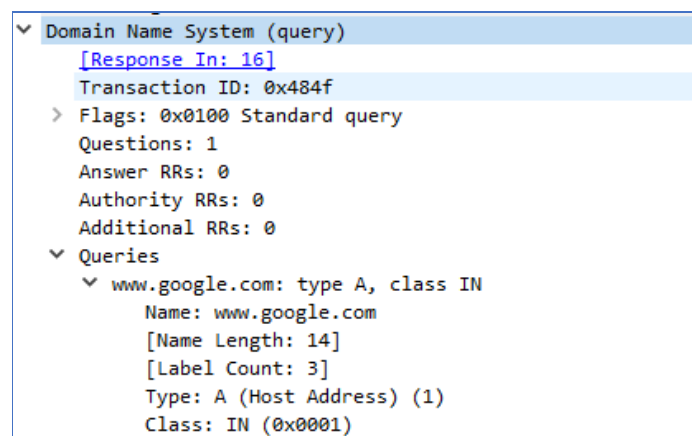 Domain Name System (query)
[Response In: 16]
Transaction ID: 0x484f
Flags: 0x0100 Standard query
Questions: 1
Answer RRs: 0
Authority RRs: 0
Additional RRs: 0
Queries
www.google.com: type A, class IN
Name: www.google.com
[Name Length: 14]
[Label Count: 3]
Type: A (Host Address) (1)
Class: IN (0x0001)